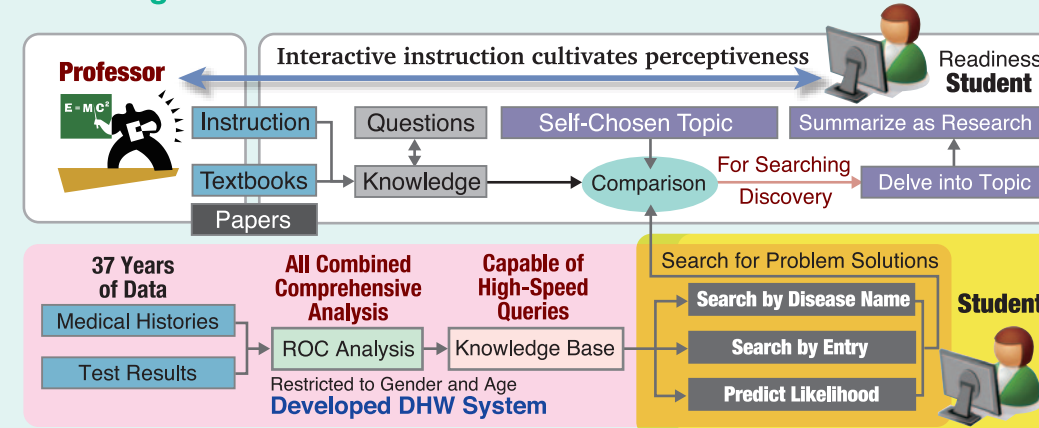 Interactive instruction cultivates perceptiveness
Professor
E=MC²
Readiness
Student
Instruction
Questions
Self-Chosen Topic
Summarize as Research
Textbooks
Knowledge
Comparison
For Searching
Discovery
Delve into Topic
Papers
37 Years
of Data
Medical Histories
Test Results
All Combined
Comprehensive
Analysis
ROC Analysis
Restricted to Gender and Age
Developed DHW System
Capable of
High-Speed
Queries
Knowledge Base
Search for Problem Solutions
Search by Disease Name
Search by Entry
Predict Likelihood
Student